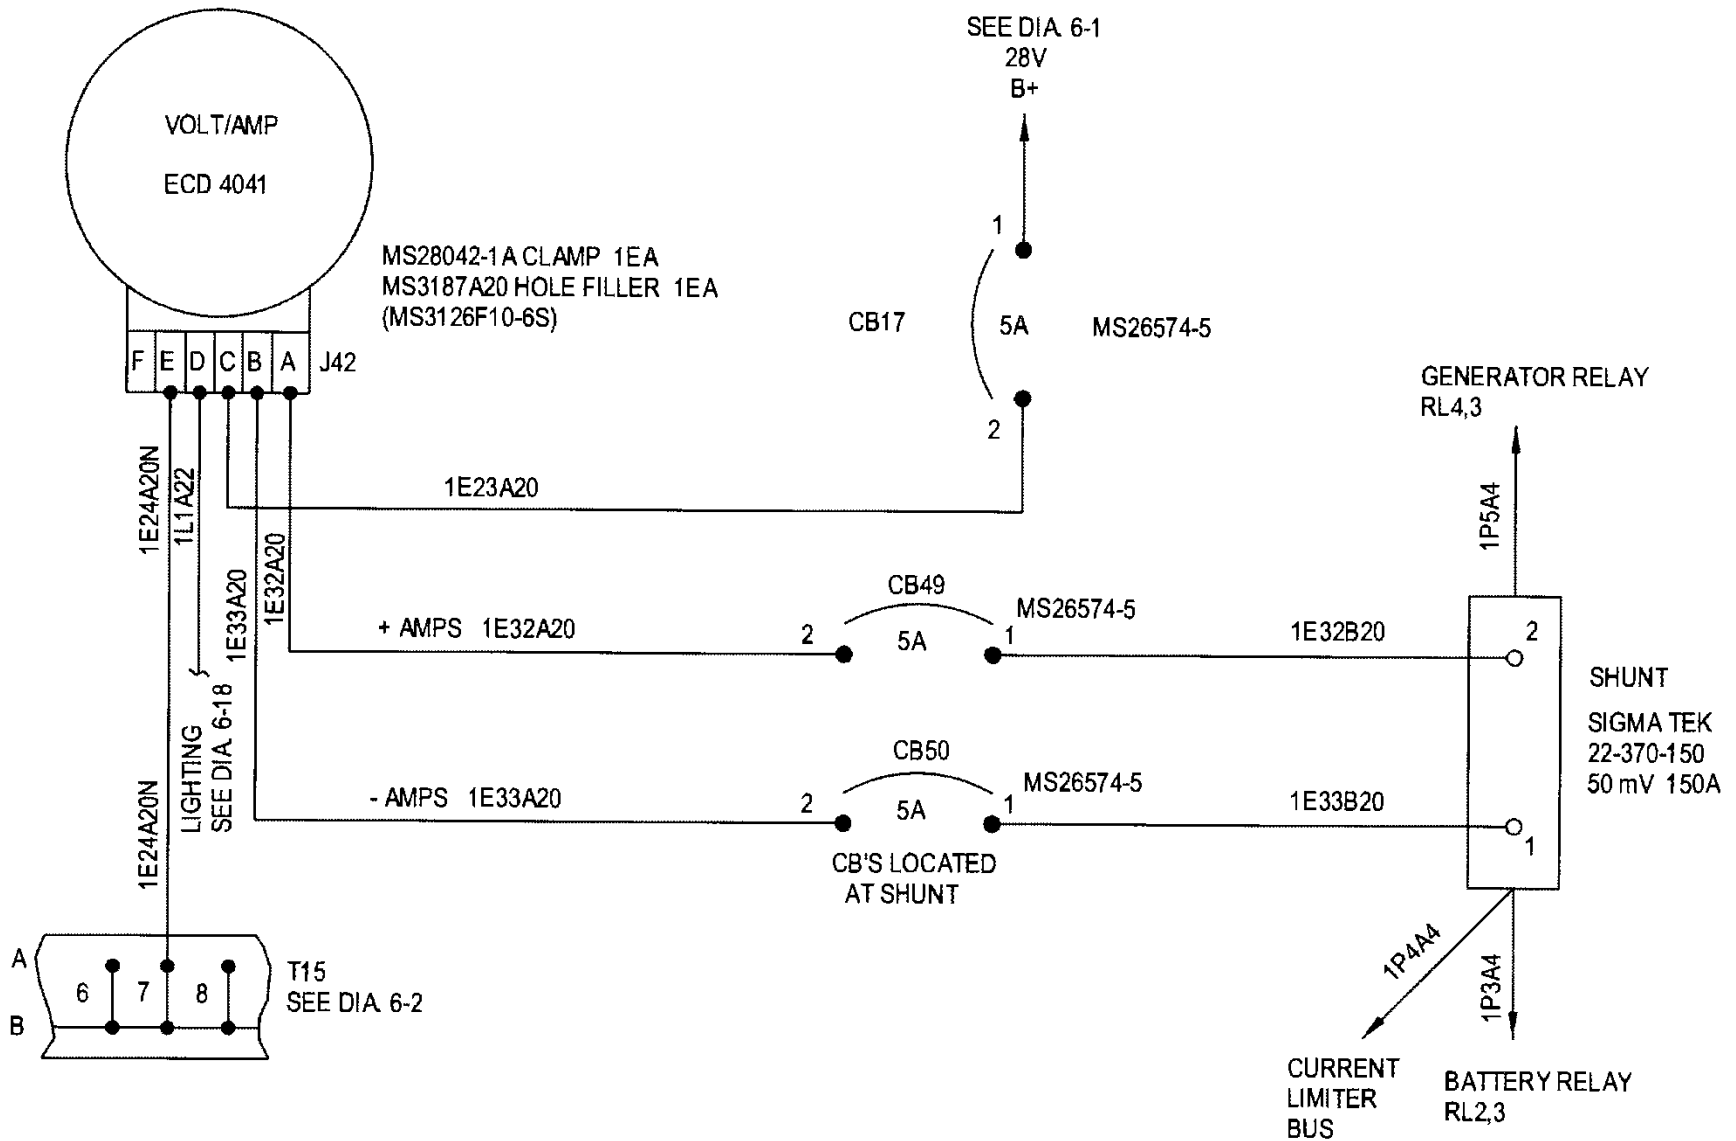 SEE DIA. 6-1
28V
B+
VOLT/AMP
ECD 4041
MS28042-1A CLAMP 1EA
MS3187A20 HOLE FILLER 1EA
(MS3126F10-6S)
F E D C B A J42
1
CB17 5A MS26574-5
2
GENERATOR RELAY
RL4,3
1P5A4
1E24A20N
1L1A22
1E23A20
1E33A20
1E32A20
CB49
+ AMPS 1E32A20 2 5A 1 MS26574-5 1E32B20 2
SHUNT
SIGMA TEK
22-370-150
50 mV 150A
LIGHTING
SEE DIA. 6-18
CB50
- AMPS 1E33A20 2 5A 1 MS26574-5 1E33B20 1
CB'S LOCATED
AT SHUNT
1E24A20N
A
6 7 8
B
T15
SEE DIA. 6-2
1P4A4
1P3A4
CURRENT
LIMITER
BUS
BATTERY RELAY
RL2,3